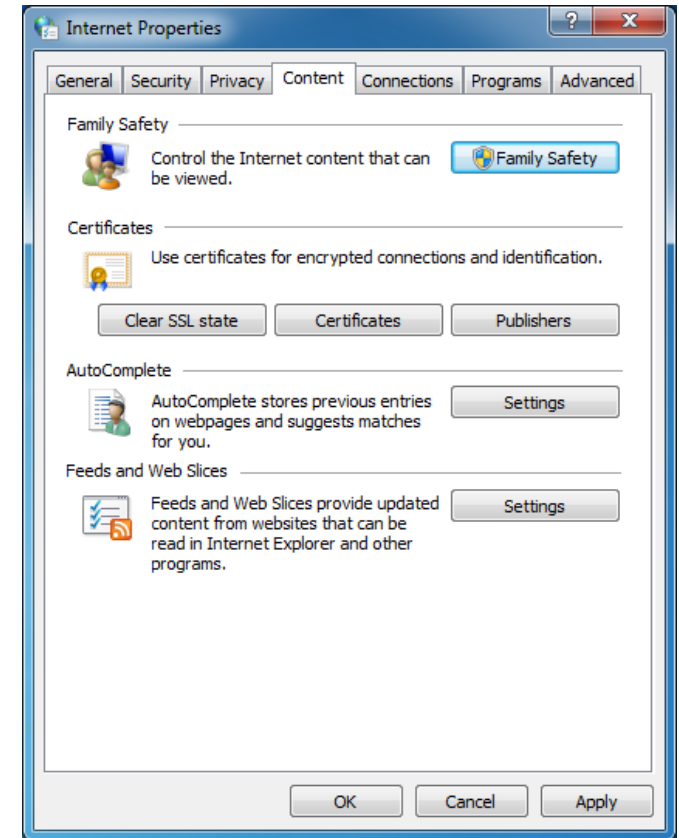 Internet Properties
?
X
General Security Privacy Content Connections Programs Advanced
Family Safety
Control the Internet content that can
be viewed.
Family Safety
Certificates
Use certificates for encrypted connections and identification.
Clear SSL state Certificates Publishers
AutoComplete
AutoComplete stores previous entries
on webpages and suggests matches
for you.
Settings
Feeds and Web Slices
Feeds and Web Slices provide updated
content from websites that can be
read in Internet Explorer and other
programs.
Settings
OK Cancel Apply